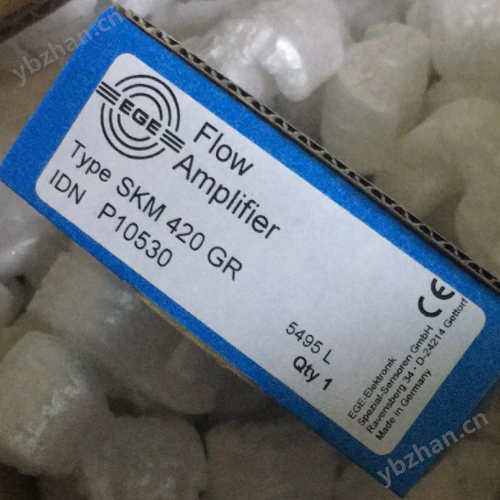 EGE
Flow
Amplifier
Type SKM 420 GR
IDN P10530
5495 L
Qty 1
CE
EGE-Elektronik
Spezial-Sensoren GmbH
Ravensberg 34 - D-24214 Gettorf
Made in Germany
ybzhan.cn
ybzhan.cn